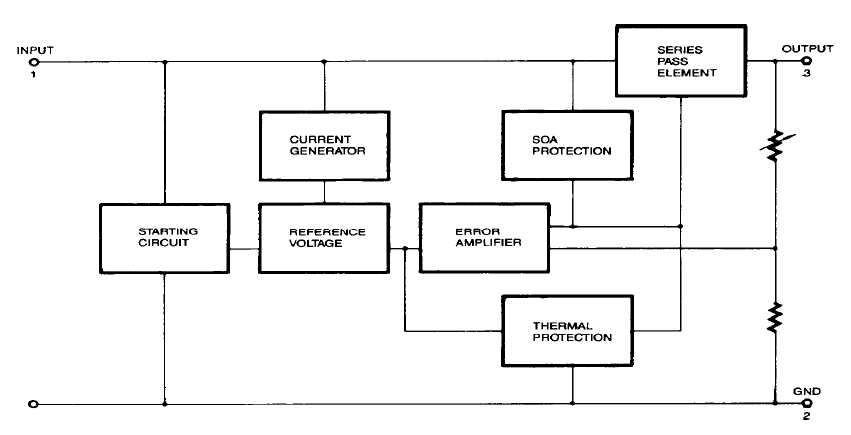 SERIES
PASS
ELEMENT
INPUT
1
OUTPUT
3
CURRENT
GENERATOR
SOA
PROTECTION
STARTING
CIRCUIT
REFERENCE
VOLTAGE
ERROR
AMPLIFIER
THERMAL
PROTECTION
GND
2